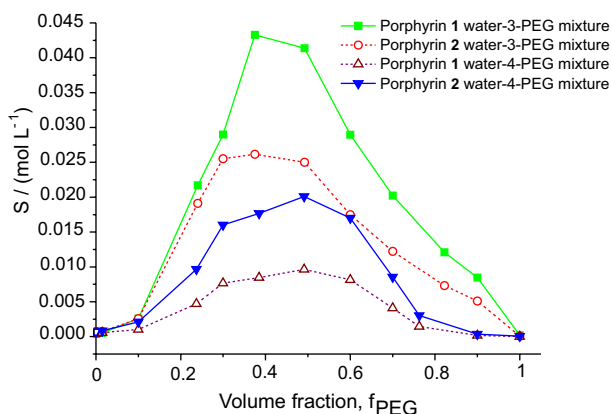 0.045
0.040
0.035
0.030
0.025
0.020
0.015
0.010
0.005
0.000
S / (mol L⁻¹)
Porphyrin 1 water-3-PEG mixture
Porphyrin 2 water-3-PEG mixture
Porphyrin 1 water-4-PEG mixture
Porphyrin 2 water-4-PEG mixture
0 0.2 0.4 0.6 0.8 1
Volume fraction, fPEG